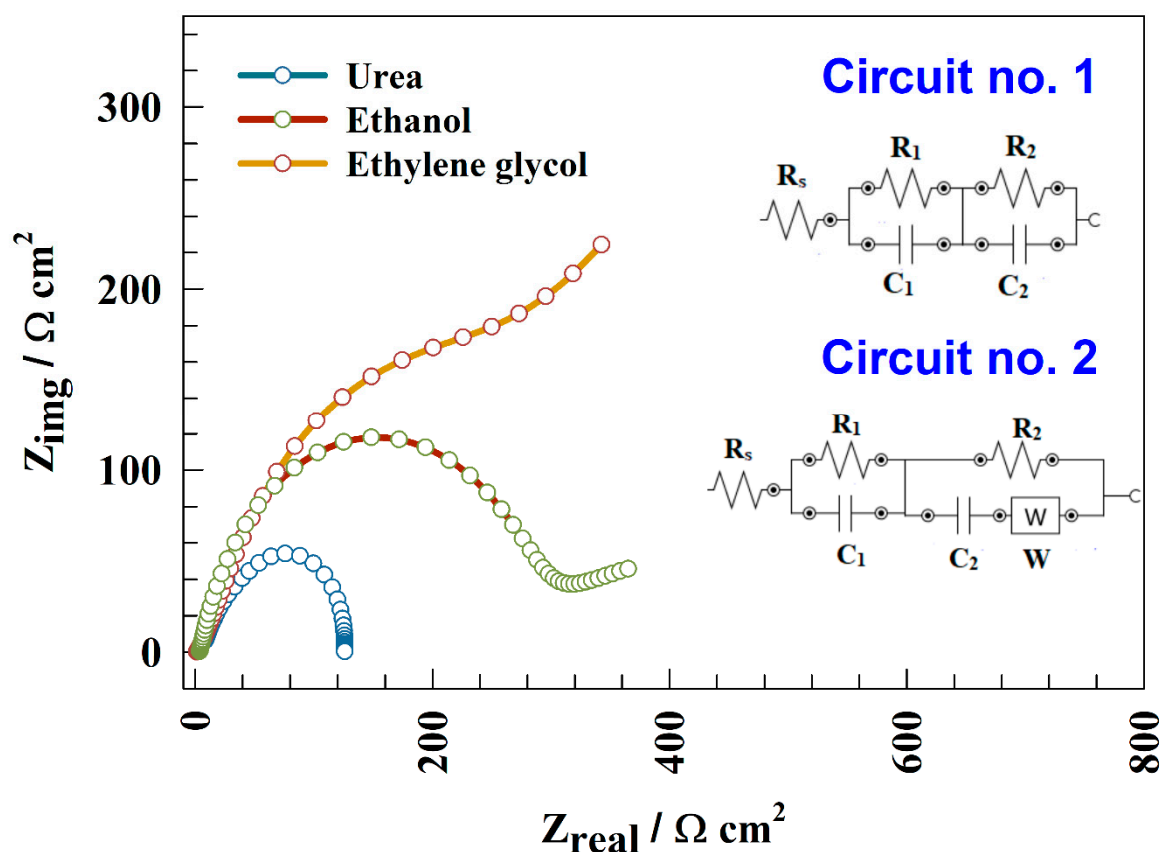 Urea
Ethanol
Ethylene glycol
Circuit no. 1
Rs
R1
R2
C1
C2
Circuit no. 2
Rs
R1
R2
C1
C2
W
W
300
200
100
0
Zimg / Ω cm²
0
200
400
600
800
Zreal / Ω cm²